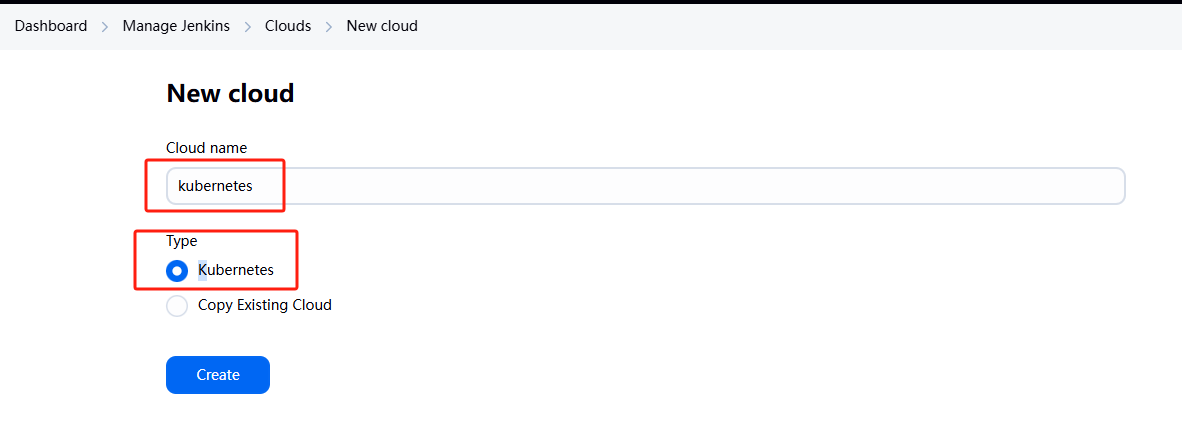 Dashboard > Manage Jenkins > Clouds > New cloud
New cloud
Cloud name
kubernetes
Type
Kubernetes
Copy Existing Cloud
Create